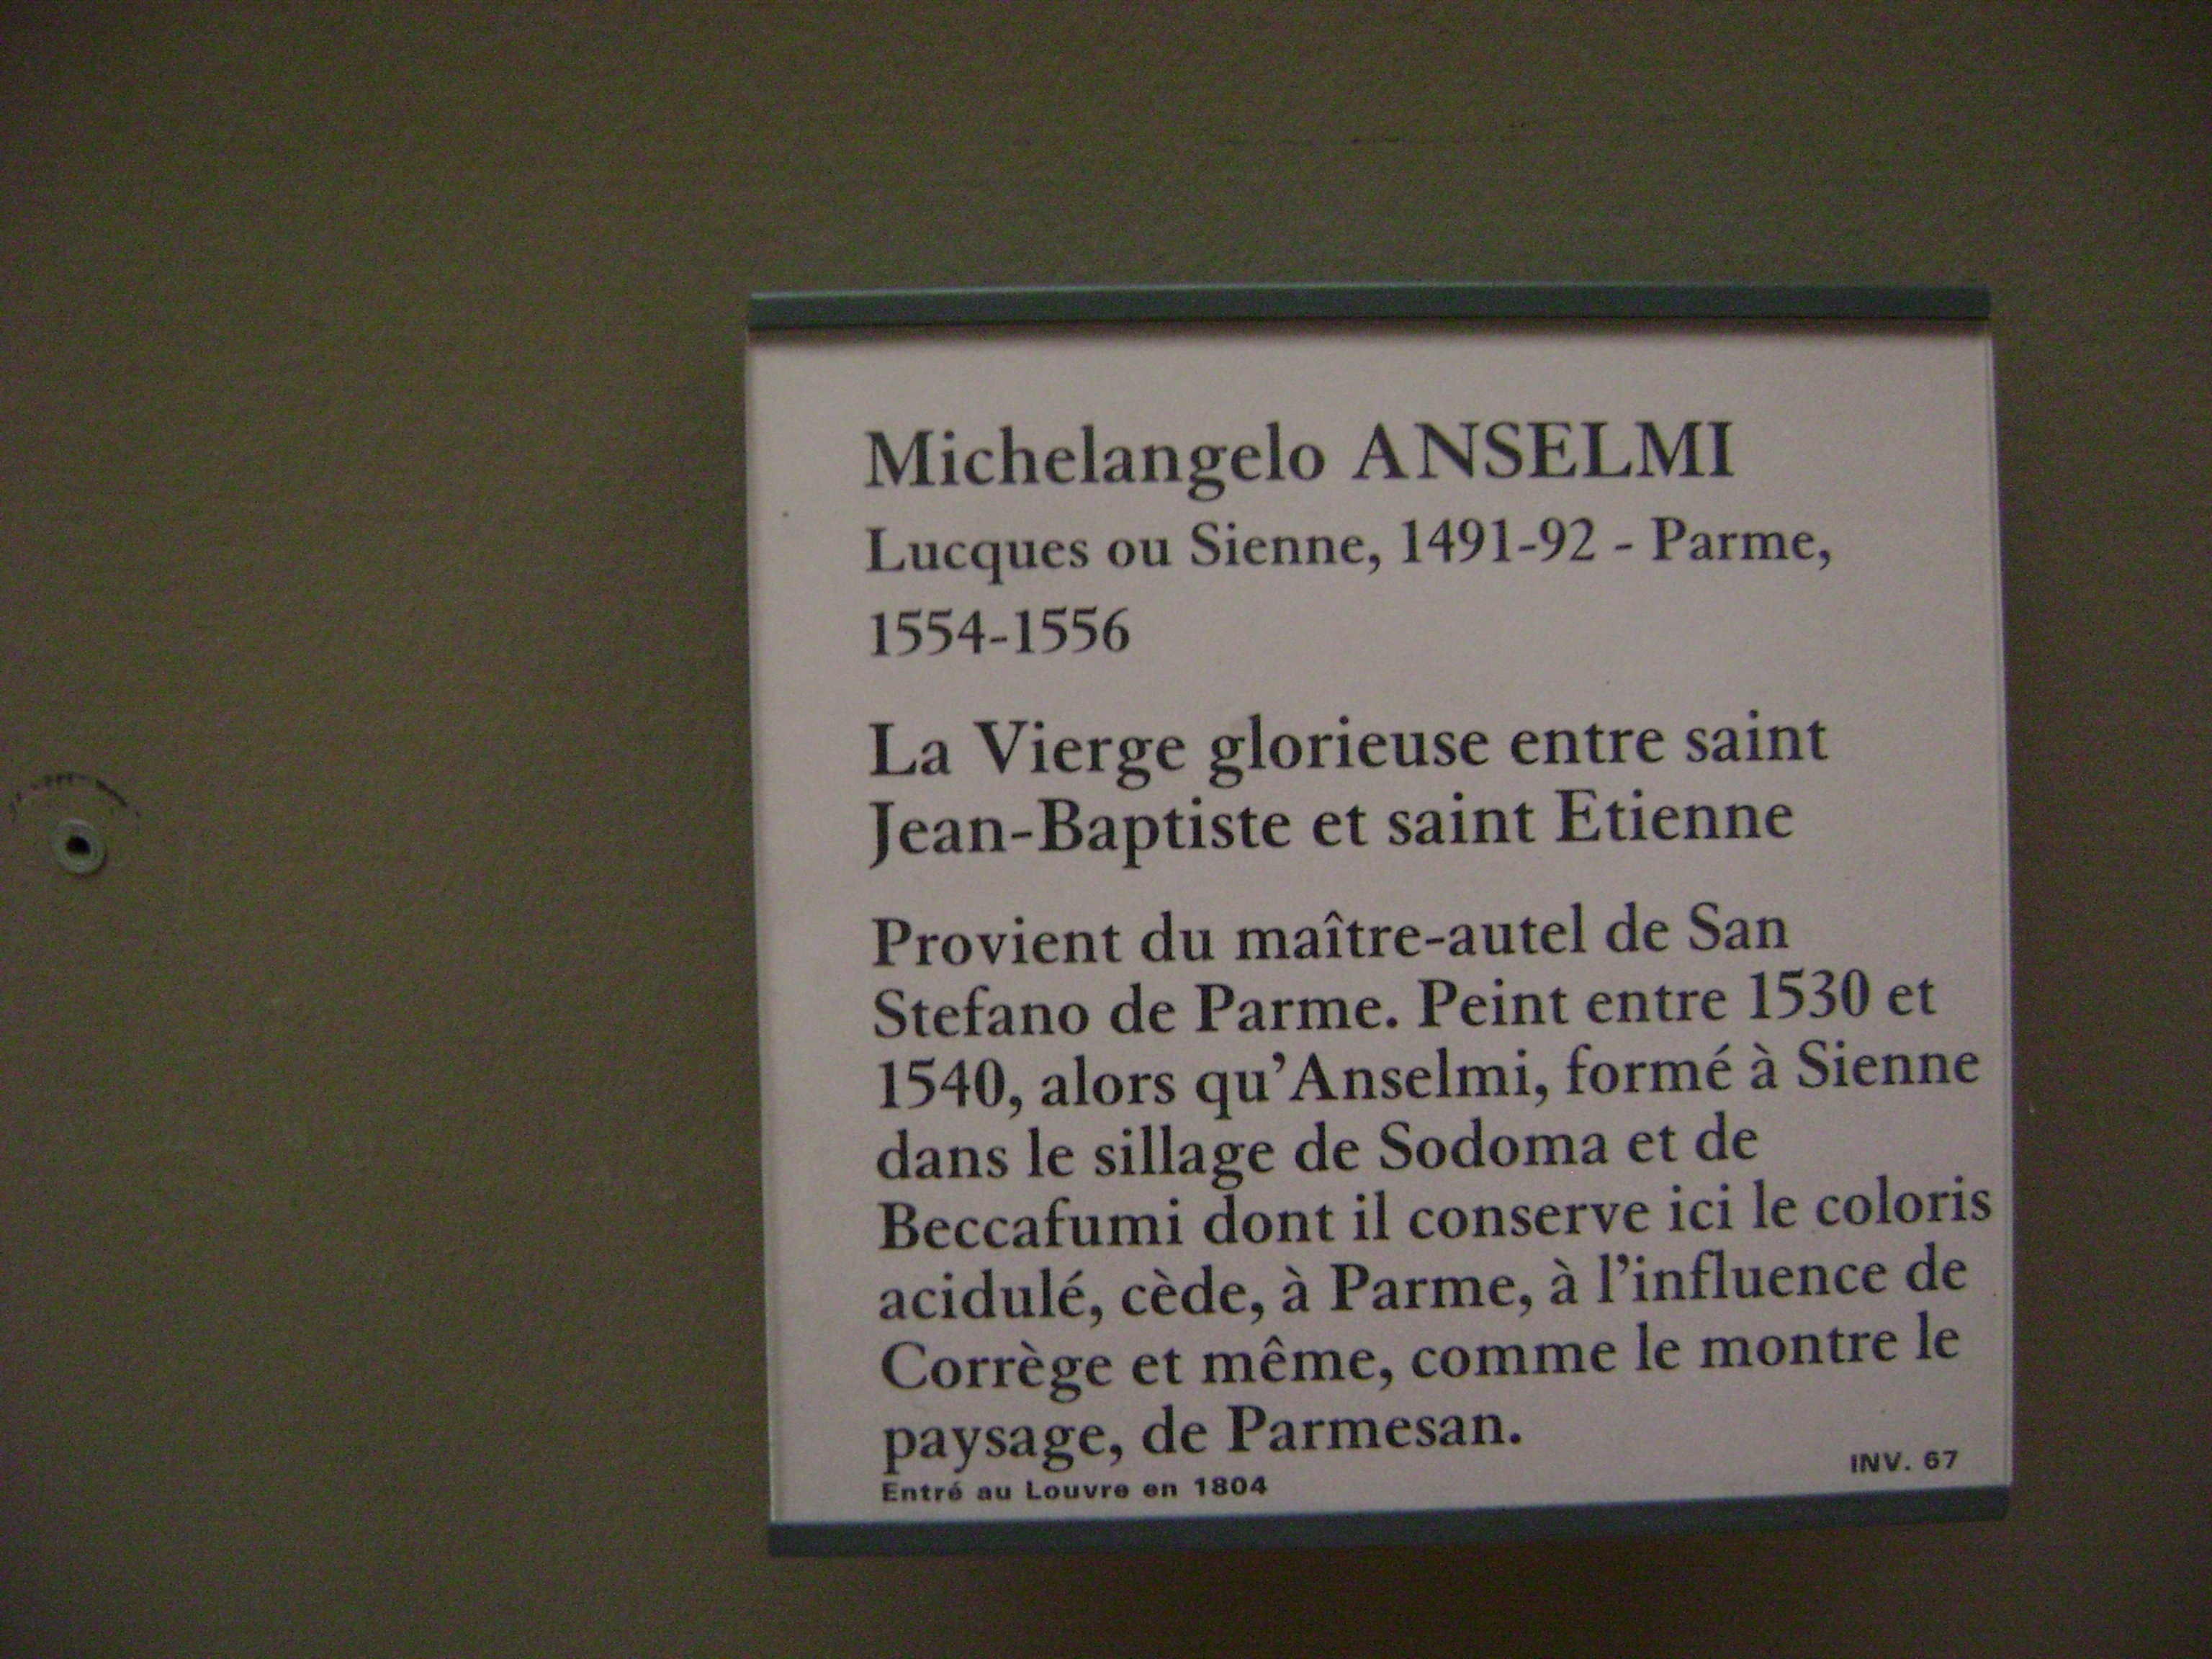 Michelangelo ANSELMI
Lucques ou Sienne, 1491-92 - Parme,
1554-1556
La Vierge glorieuse entre saint
Jean-Baptiste et saint Etienne
Provient du maître-autel de San
Stefano de Parme. Peint entre 1530 et
1540, alors qu'Anselmi, formé à Sienne
dans le sillage de Sodoma et de
Beccafumi dont il conserve ici le coloris
acidulé, cède, à Parme, à l'influence de
Corrège et même, comme le montre le
paysage, de Parmesan.
Entré au Louvre en 1804
INV. 67